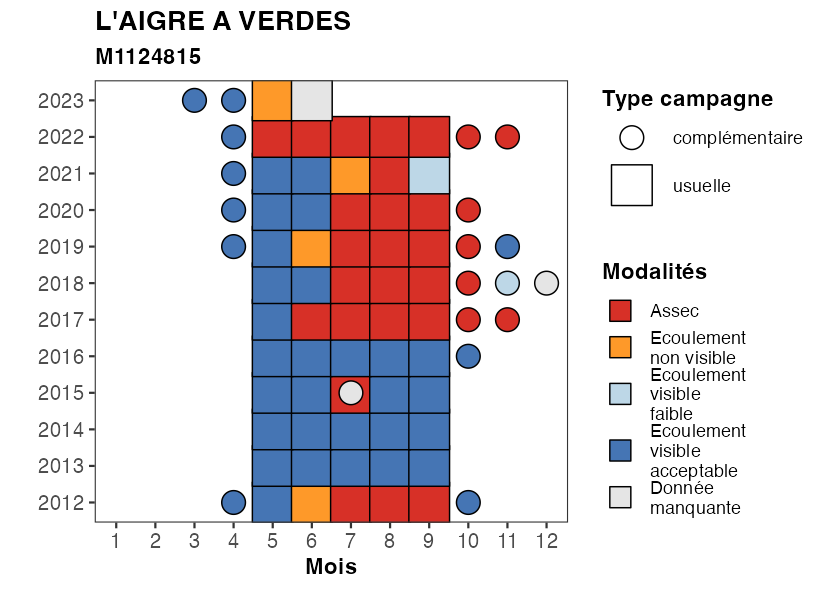 L'AIGRE A VERDES
M1124815
2023
2022
2021
2020
2019
2018
2017
2016
2015
2014
2013
2012
1 2 3 4 5 6 7 8 9 10 11 12
Mois
Type campagne
complémentaire
usuelle
Modalités
Assec
Ecoulement
non visible
Ecoulement
visible
faible
Ecoulement
visible
acceptable
Donnée
manquante